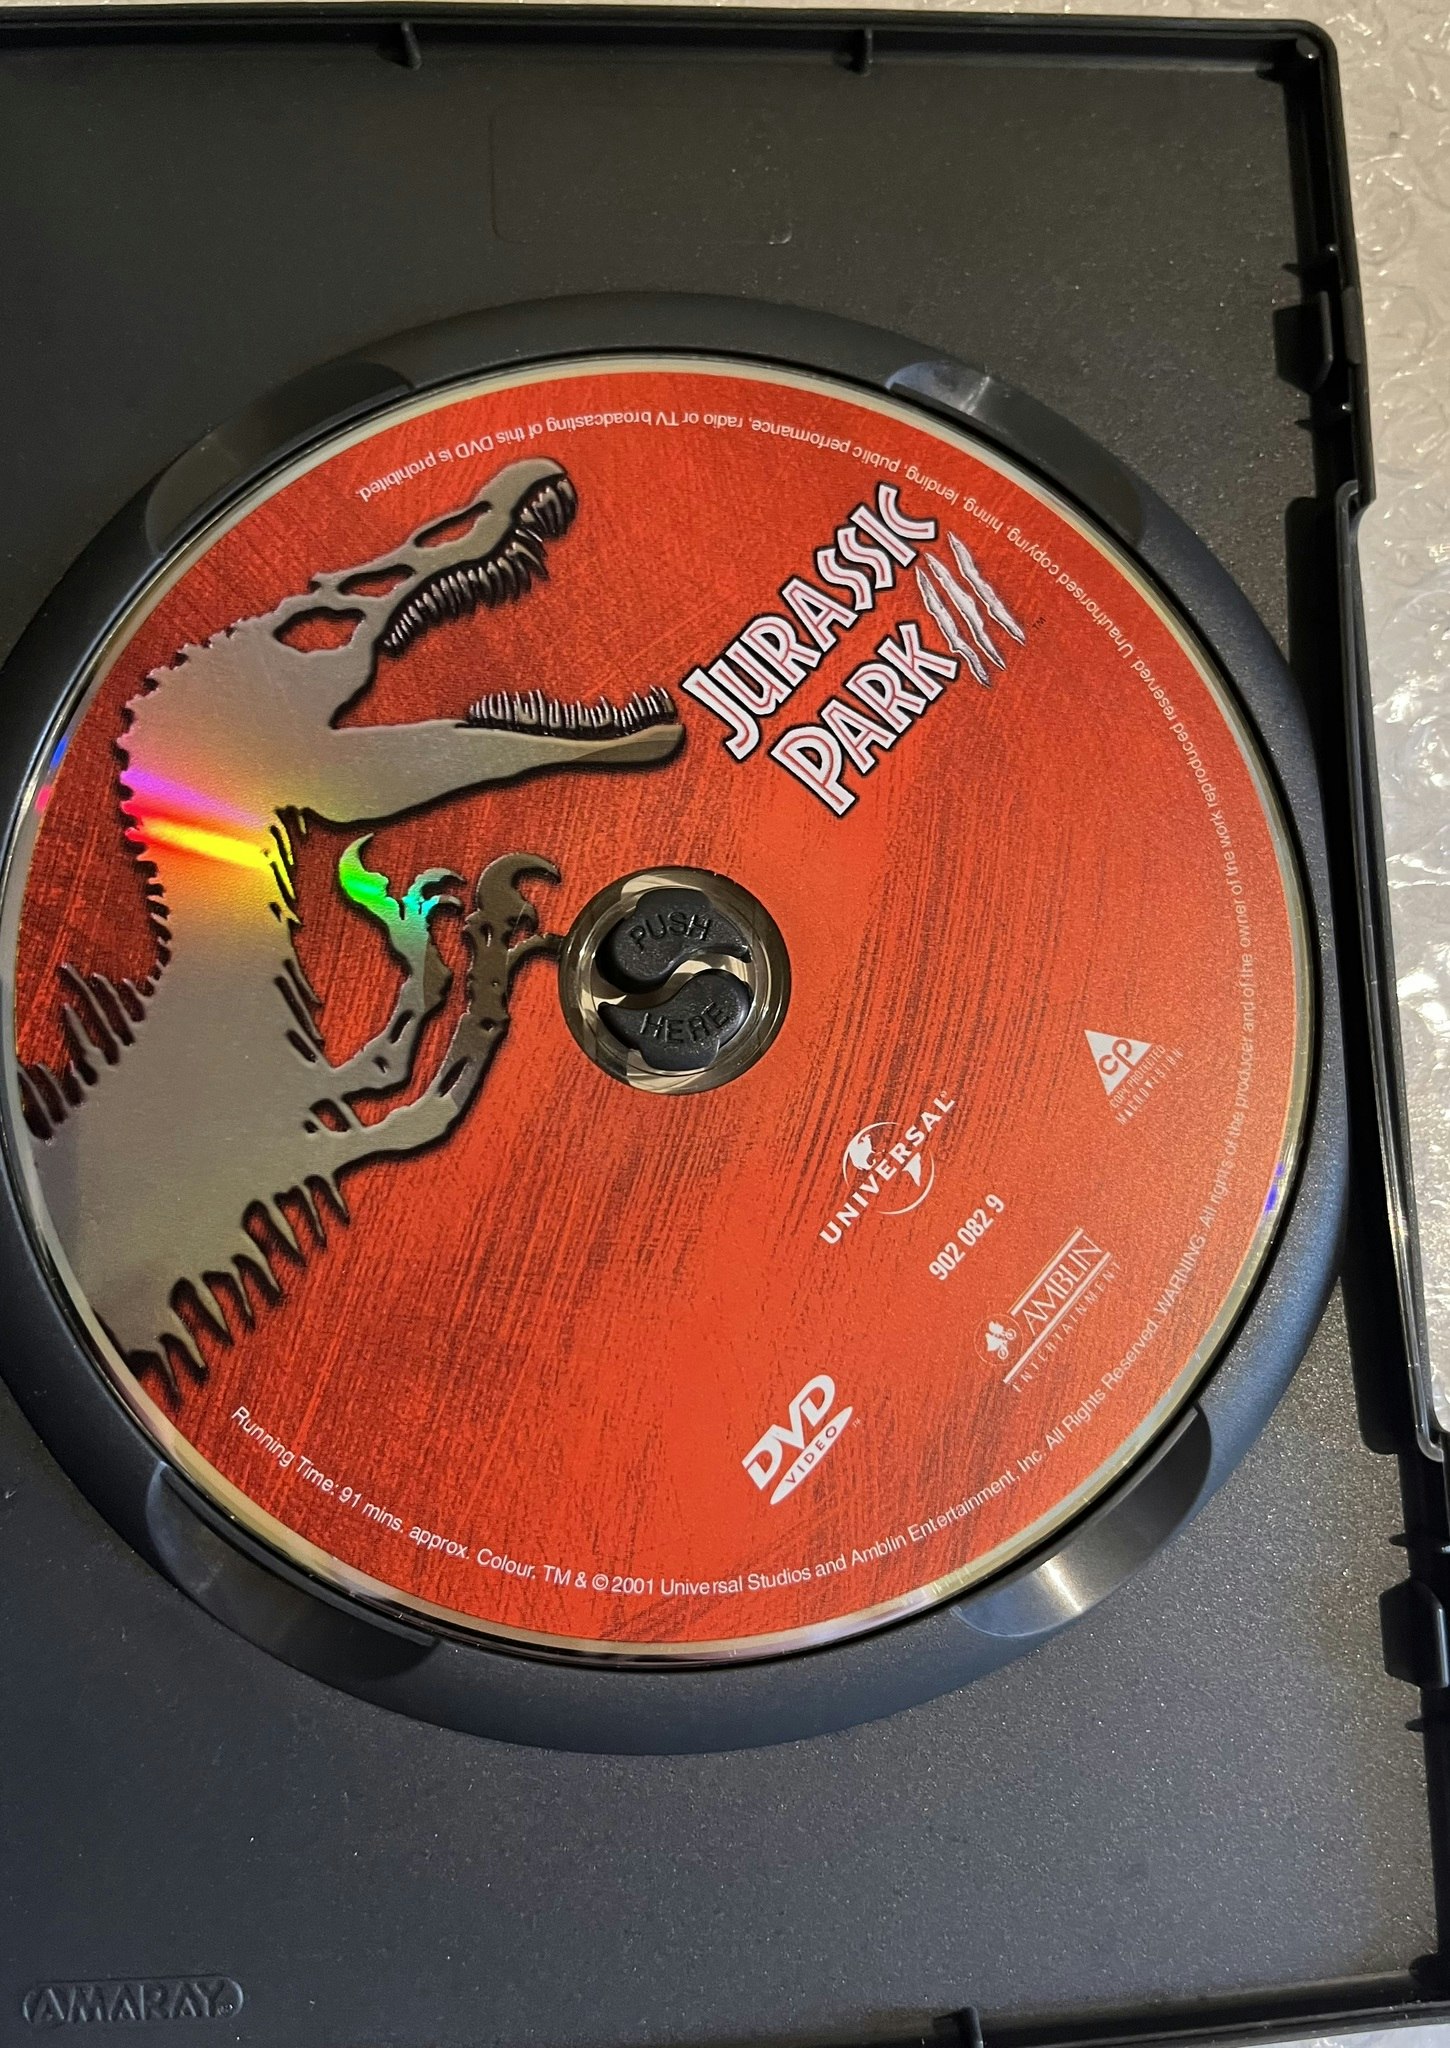 JURASSIC
PARK
TM
PUSH
HERE
cp
COPY PROTECTED
MACROVISION
UNIVERSAL
902 082 9
AMBLIN
ENTERTAINMENT
DVD
VIDEO
Running Time: 91 mins. approx. Colour. TM & © 2001 Universal Studios and Amblin Entertainment, Inc. All Rights Reserved. WARNING: All rights of the producer and of the owner of the work reproduced reserved. Unauthorised copying, hiring, lending, public performance, radio or TV broadcasting of this DVD is prohibited.
AMARAY